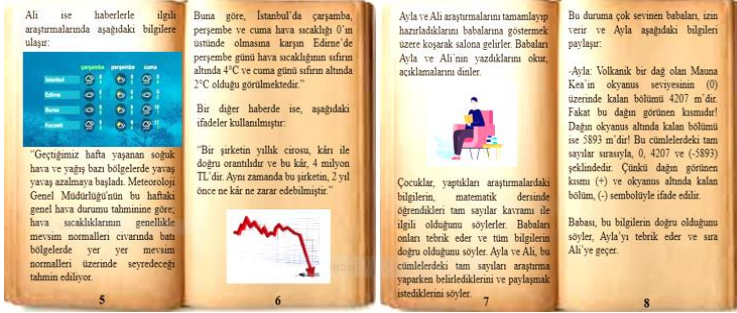 Ali ise haberlerle ilgili
araştırmalarında aşağıdaki bilgilere
ulaşır:
çarşamba perşembe cuma
İstanbul
Edirne
Bursa
Kocaeli
“Geçtiğimiz hafta yaşanan soğuk
hava ve yağış bazı bölgelerde yavaş
yavaş azalmaya başladı. Meteoroloji
Genel Müdürlüğü'nün bu haftaki
genel hava durumu tahminine göre;
hava sıcaklıklarının genellikle
mevsim normalleri civarında batı
bölgelerde yer yer mevsim
normalleri üzerinde seyredeceği
tahmin ediliyor.
5
Buna göre, İstanbul’da çarşamba,
perşembe ve cuma hava sıcaklığı 0’ın
üstünde olmasına karşın Edirne’de
perşembe günü hava sıcaklığının sıfırın
altında 4°C ve cuma günü sıfırın altında
2°C olduğu görülmektedir.”
Bir diğer haberde ise, aşağıdaki
ifadeler kullanılmıştır:
“Bir şirketin yıllık cirosu, kârı ile
doğru orantılıdır ve bu kâr, 4 milyon
TL’dir. Aynı zamanda bu şirketin, 2 yıl
önce ne kâr ne zarar edebilmiştir.”
6
Ayla ve Ali araştırmalarını tamamlayıp
hazırladıklarını babalarına göstermek
üzere koşarak salona gelirler. Babaları
Ayla ve Ali’nin yazdıklarını okur,
açıklamalarını dinler.
Çocuklar, yaptıkları araştırmalardaki
bilgilerin, matematik dersinde
öğrendikleri tam sayılar kavramı ile
ilgili olduğunu söylerler. Babaları
onları tebrik eder ve tüm bilgilerin
doğru olduğunu söyler. Ayla ve Ali, bu
cümlelerdeki tam sayıları araştırma
yaparken belirlediklerini ve paylaşmak
istediklerini söyler.
7
Bu duruma çok sevinen babaları, izin
verir ve Ayla aşağıdaki bilgileri
paylaşır:
-Ayla: Volkanik bir dağ olan Mauna
Kea’in okyanus seviyesinin (0)
üzerinde kalan bölümü 4207 m’dir.
Fakat bu dağın görünen kısmıdır!
Dağın okyanus altında kalan bölümü
ise 5893 m’dir! Bu cümlelerdeki tam
sayılar sırasıyla, 0, 4207 ve (-5893)
şeklindedir. Çünkü dağın görünen
kısmı (+) ve okyanus altında kalan
bölüm, (-) sembolüyle ifade edilir.
Babası, bu bilgilerin doğru olduğunu
söyler, Ayla’yı tebrik eder ve sıra
Ali’ye geçer.
8